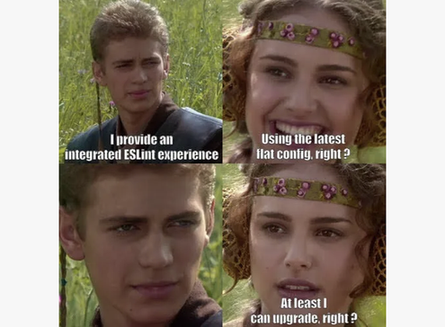 I provide an
integrated ESLint experience
Using the latest
flat config, right ?
At least I
can upgrade, right ?